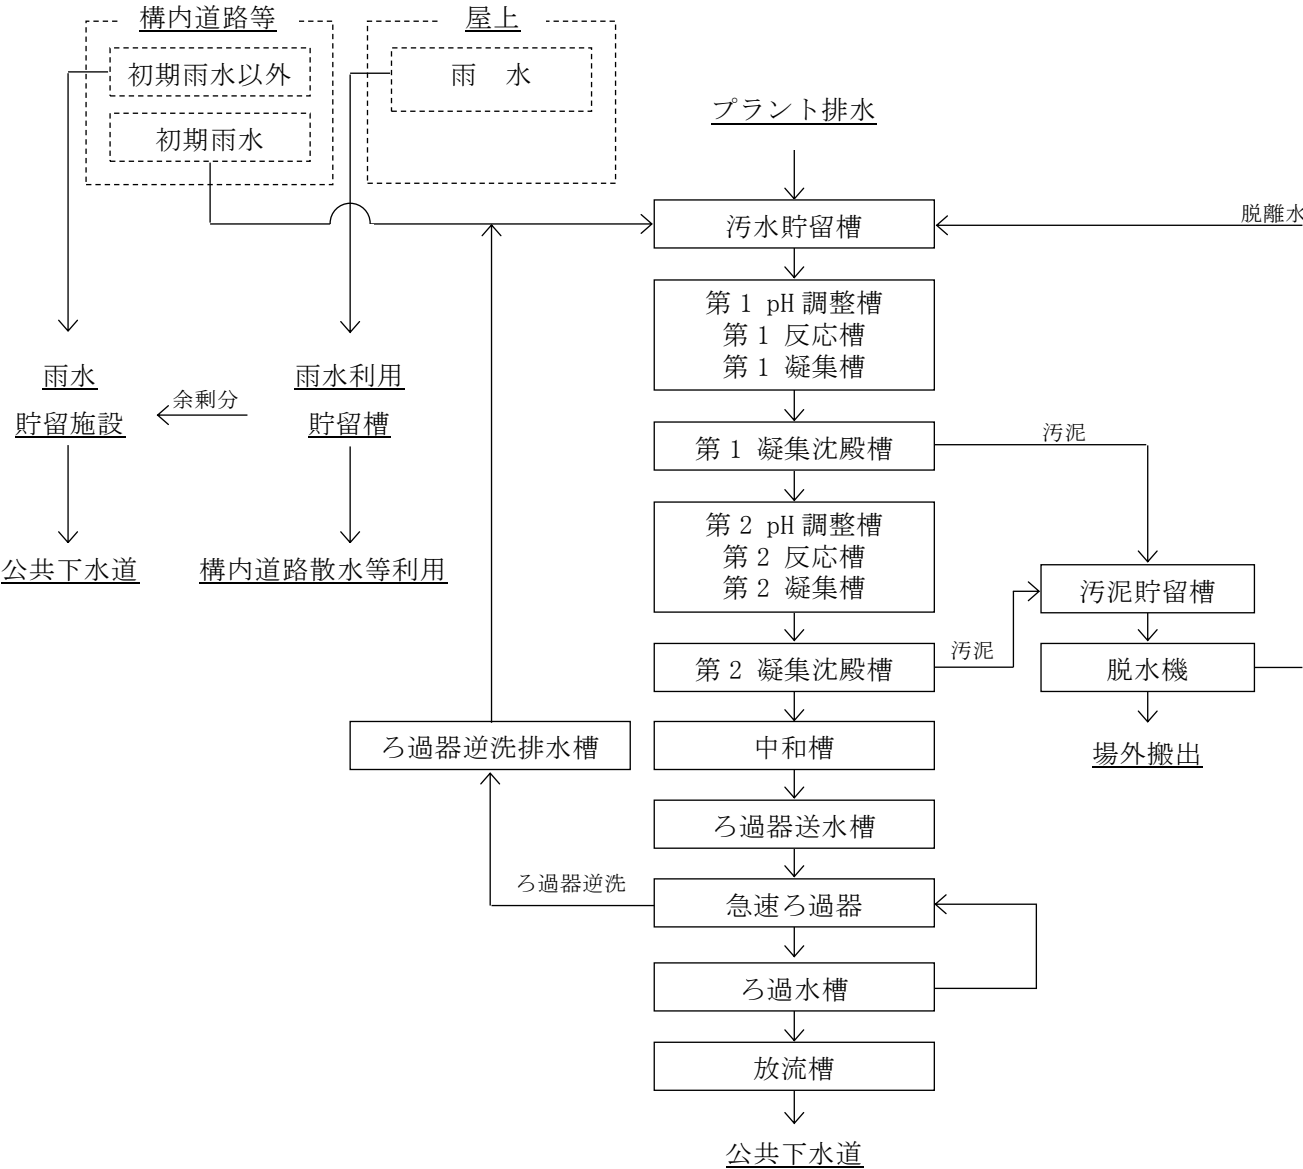 構内道路等
屋上
初期雨水以外
雨 水
初期雨水
プラント排水
脱離水
汚水貯留槽
第1 pH調整槽
第1 反応槽
第1 凝集槽
雨水
貯留施設
余剰分
雨水利用
貯留槽
第1 凝集沈殿槽
汚泥
第2 pH調整槽
第2 反応槽
第2 凝集槽
公共下水道
構内道路散水等利用
汚泥貯留槽
第2 凝集沈殿槽
汚泥
脱水機
ろ過器逆洗排水槽
中和槽
場外搬出
ろ過器送水槽
ろ過器逆洗
急速ろ過器
ろ過水槽
放流槽
公共下水道